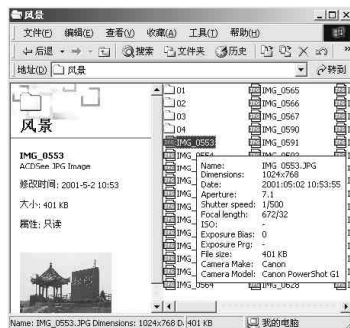 风景
文件(F) 编辑(E) 查看(V) 收藏(A) 工具(T) 帮助(H)
后退 搜索 文件夹 历史
地址(D) 风景 转到
风景
IMG_0553
ACDSee JPG Image
修改时间: 2001-5-2 10:53
大小: 401 KB
属性: 只读
01
02
03
04
IMG_0553
IMG_0554
IMG_0564
IMG_0565
IMG_0566
IMG_0567
IMG_0590
IMG_0591
IMG_0628
Name: IMG_0553.JPG
Dimensions: 1024x768
Date: 2001:05:02 10:53:55
Aperture: 7.1
Shutter speed: 1/500
Focal length: 672/32
ISO: -
Exposure Bias: 0
Exposure Prg: -
File size: 401 KB
Camera Make: Canon
Camera Model: Canon PowerShot G1
Name: IMG_0553.JPG Dimensions: 1024x768 D 401 KB 我的电脑